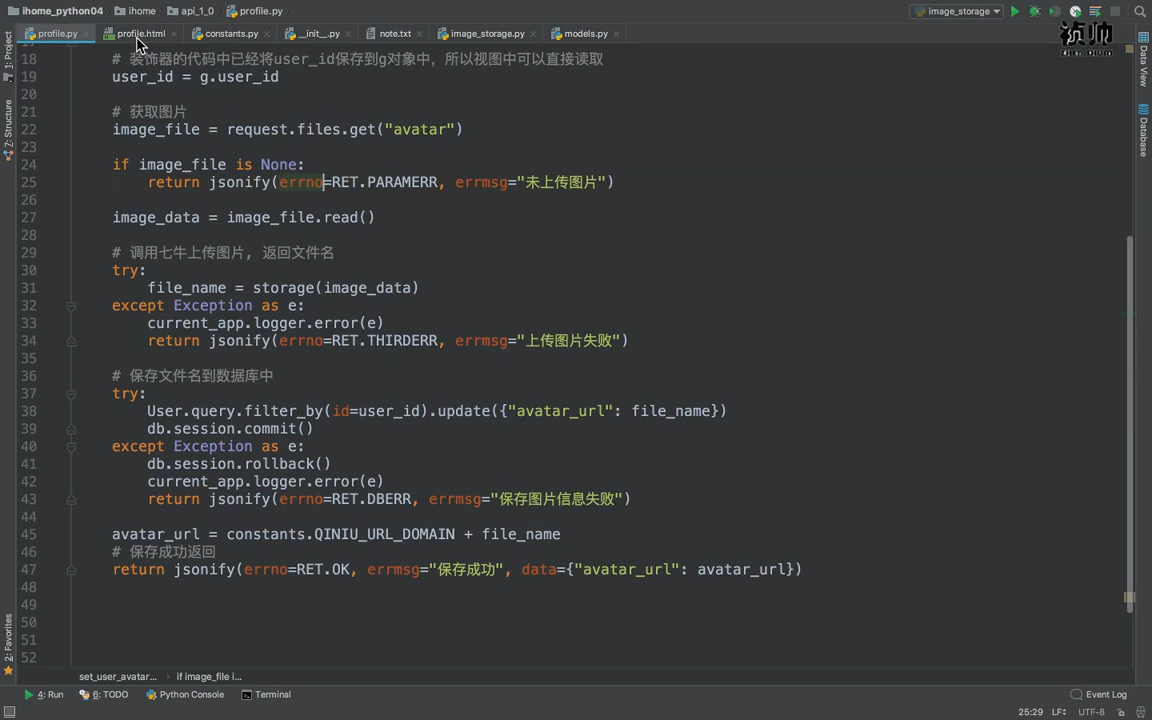 ihome_python04 ihome api_1_0 profile.py image_storage
profile.py profile.html constants.py __init__.py note.txt image_storage.py models.py
祯帅
ZHEN SHUAI
1: Project
Z: Structure
2: Favorites
Data View
Database
18 # 装饰器的代码中已经将user_id保存到g对象中, 所以视图中可以直接读取
19 user_id = g.user_id
20
21 # 获取图片
22 image_file = request.files.get("avatar")
23
24 if image_file is None:
25 return jsonify(errno=RET.PARAMERR, errmsg="未上传图片")
26
27 image_data = image_file.read()
28
29 # 调用七牛上传图片, 返回文件名
30 try:
31 file_name = storage(image_data)
32 except Exception as e:
33 current_app.logger.error(e)
34 return jsonify(errno=RET.THIRDERR, errmsg="上传图片失败")
35
36 # 保存文件名到数据库中
37 try:
38 User.query.filter_by(id=user_id).update({"avatar_url": file_name})
39 db.session.commit()
40 except Exception as e:
41 db.session.rollback()
42 current_app.logger.error(e)
43 return jsonify(errno=RET.DBERR, errmsg="保存图片信息失败")
44
45 avatar_url = constants.QINIU_URL_DOMAIN + file_name
46 # 保存成功返回
47 return jsonify(errno=RET.OK, errmsg="保存成功", data={"avatar_url": avatar_url})
48
49
50
51
52
set_user_avatar... › if image_file i...
4: Run 6: TODO Python Console Terminal Event Log
25:29 LF÷ UTF-8